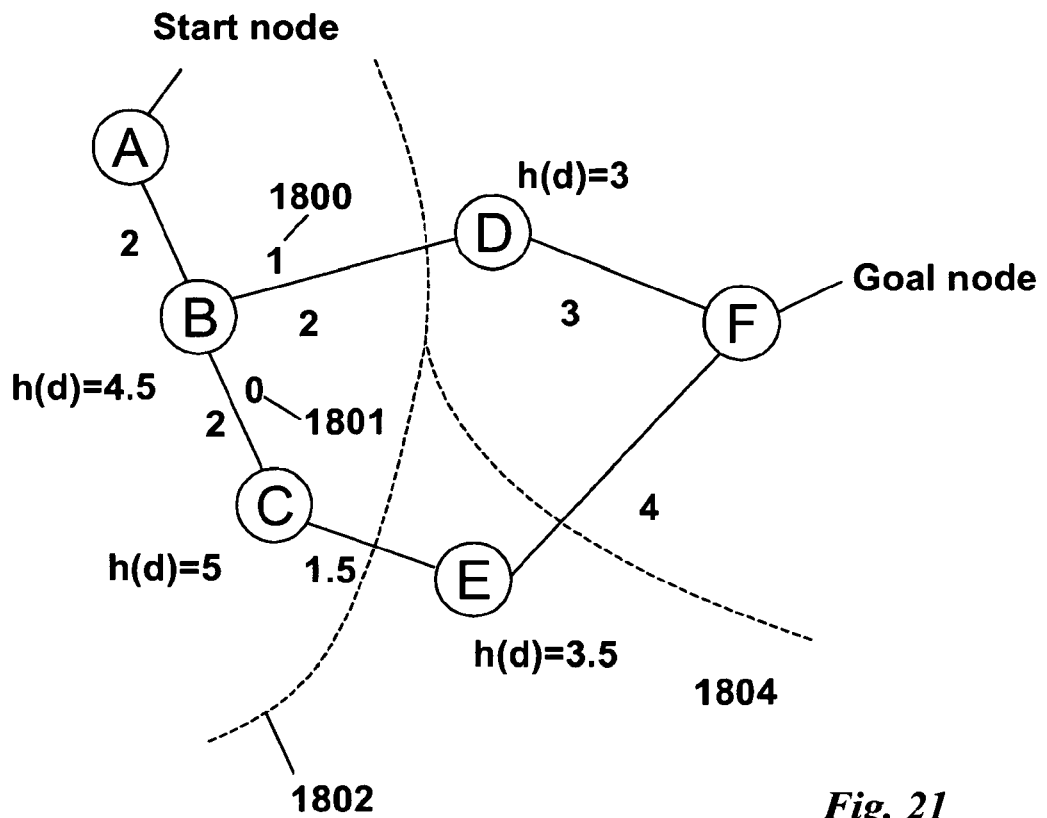 Start node
A
h(d)=3
1800
D
2
1
Goal node
B
2
3
F
h(d)=4.5
0
2
1801
C
4
h(d)=5
1.5
E
h(d)=3.5
1804
1802
Fig. 21